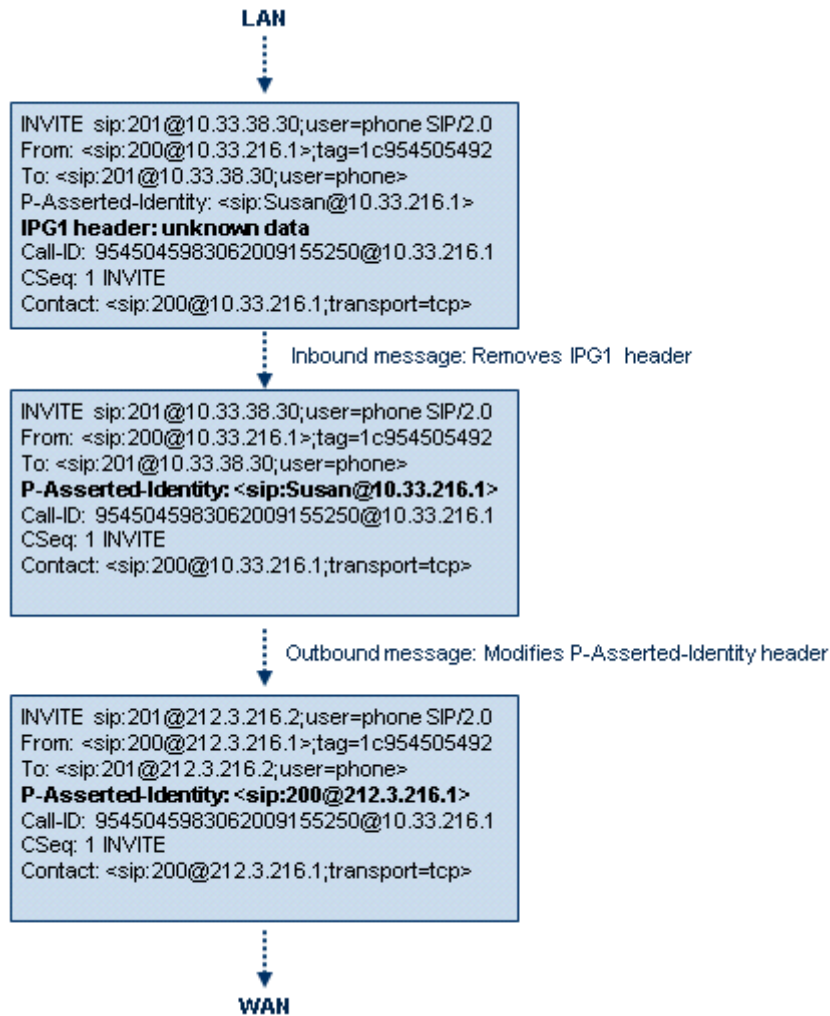 LAN
INVITE sip:201@10.33.38.30;user=phone SIP/2.0
From: <sip:200@10.33.216.1>;tag=1c954505492
To: <sip:201@10.33.38.30;user=phone>
P-Asserted-Identity: <sip:Susan@10.33.216.1>
IPG1 header: unknown data
Call-ID: 95450459830620091​55250@10.33.216.1
CSeq: 1 INVITE
Contact: <sip:200@10.33.216.1;transport=tcp>
Inbound message: Removes IPG1 header
INVITE sip:201@10.33.38.30;user=phone SIP/2.0
From: <sip:200@10.33.216.1>;tag=1c954505492
To: <sip:201@10.33.38.30;user=phone>
P-Asserted-Identity: <sip:Susan@10.33.216.1>
Call-ID: 9545045983062009155250@10.33.216.1
CSeq: 1 INVITE
Contact: <sip:200@10.33.216.1;transport=tcp>
Outbound message: Modifies P-Asserted-Identity header
INVITE sip:201@212.3.216.2;user=phone SIP/2.0
From: <sip:200@212.3.216.1>;tag=1c954505492
To: <sip:201@212.3.216.2;user=phone>
P-Asserted-Identity: <sip:200@212.3.216.1>
Call-ID: 9545045983062009155250@10.33.216.1
CSeq: 1 INVITE
Contact: <sip:200@212.3.216.1;transport=tcp>
WAN